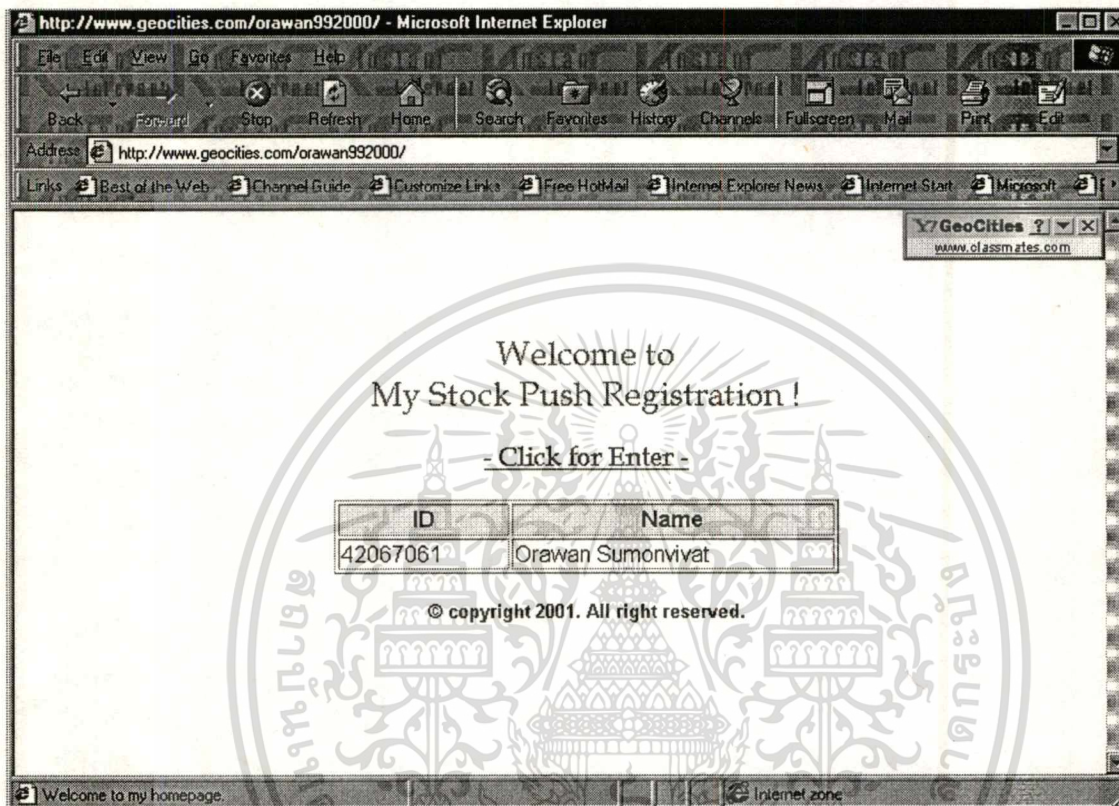 http://www.geocities.com/orawan992000/ - Microsoft Internet Explorer
File Edit View Go Favorites Help
Back Forward Stop Refresh Home Search Favorites History Channels Fullscreen Mail Print Edit
Address http://www.geocities.com/orawan992000/
Links Best of the Web Channel Guide Customize Links Free HotMail Internet Explorer News Internet Start Microsoft
Y7 GeoCities ? X
www.classmates.com
Welcome to
My Stock Push Registration !
- Click for Enter -
ID Name
42067061 Orawan Sumonvivat
© copyright 2001. All right reserved.
Welcome to my homepage. Internet zone